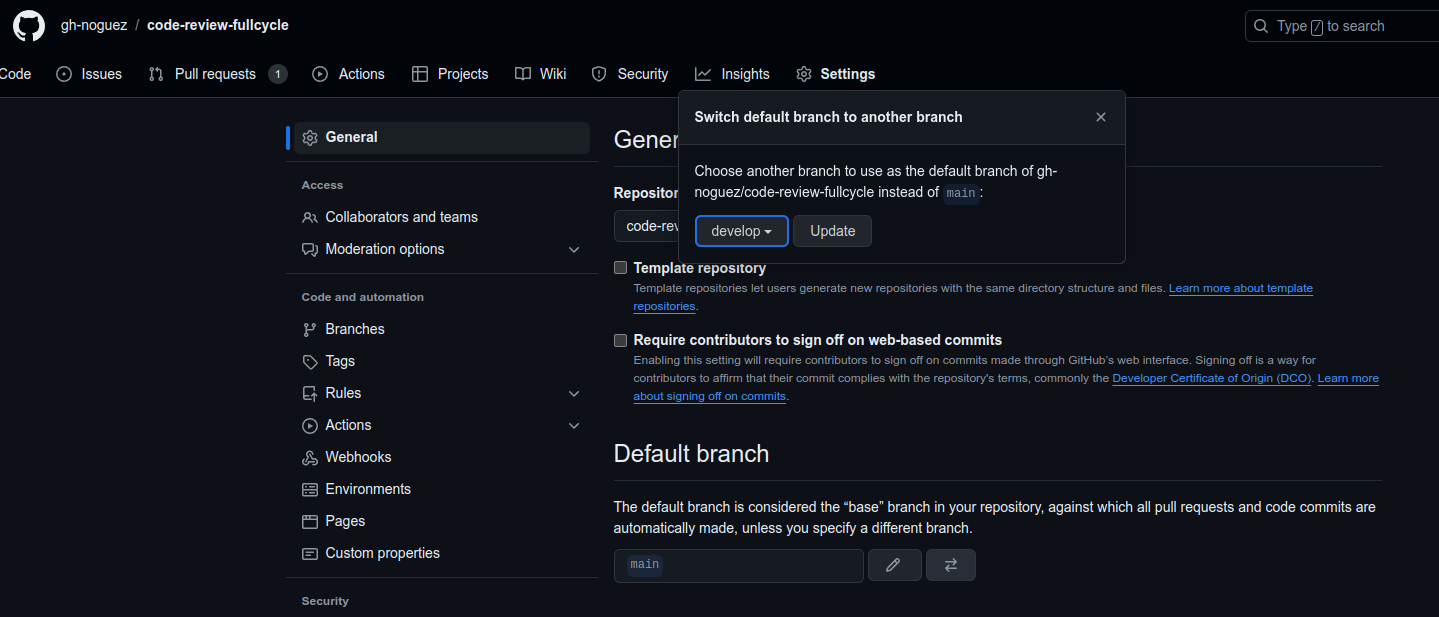 gh-noguez / code-review-fullcycle
Type / to search
Code Issues Pull requests 1 Actions Projects Wiki Security Insights Settings
Switch default branch to another branch
Choose another branch to use as the default branch of gh-
noguez/code-review-fullcycle instead of main:
develop Update
General
Access
Collaborators and teams
Moderation options
Code and automation
Branches
Tags
Rules
Actions
Webhooks
Environments
Pages
Custom properties
Security
Template repository
Template repositories let users generate new repositories with the same directory structure and files. Learn more about template
repositories.
Require contributors to sign off on web-based commits
Enabling this setting will require contributors to sign off on commits made through GitHub's web interface. Signing off is a way for
contributors to affirm that their commit complies with the repository's terms, commonly the Developer Certificate of Origin (DCO). Learn more
about signing off on commits.
Default branch
The default branch is considered the “base” branch in your repository, against which all pull requests and code commits are
automatically made, unless you specify a different branch.
main